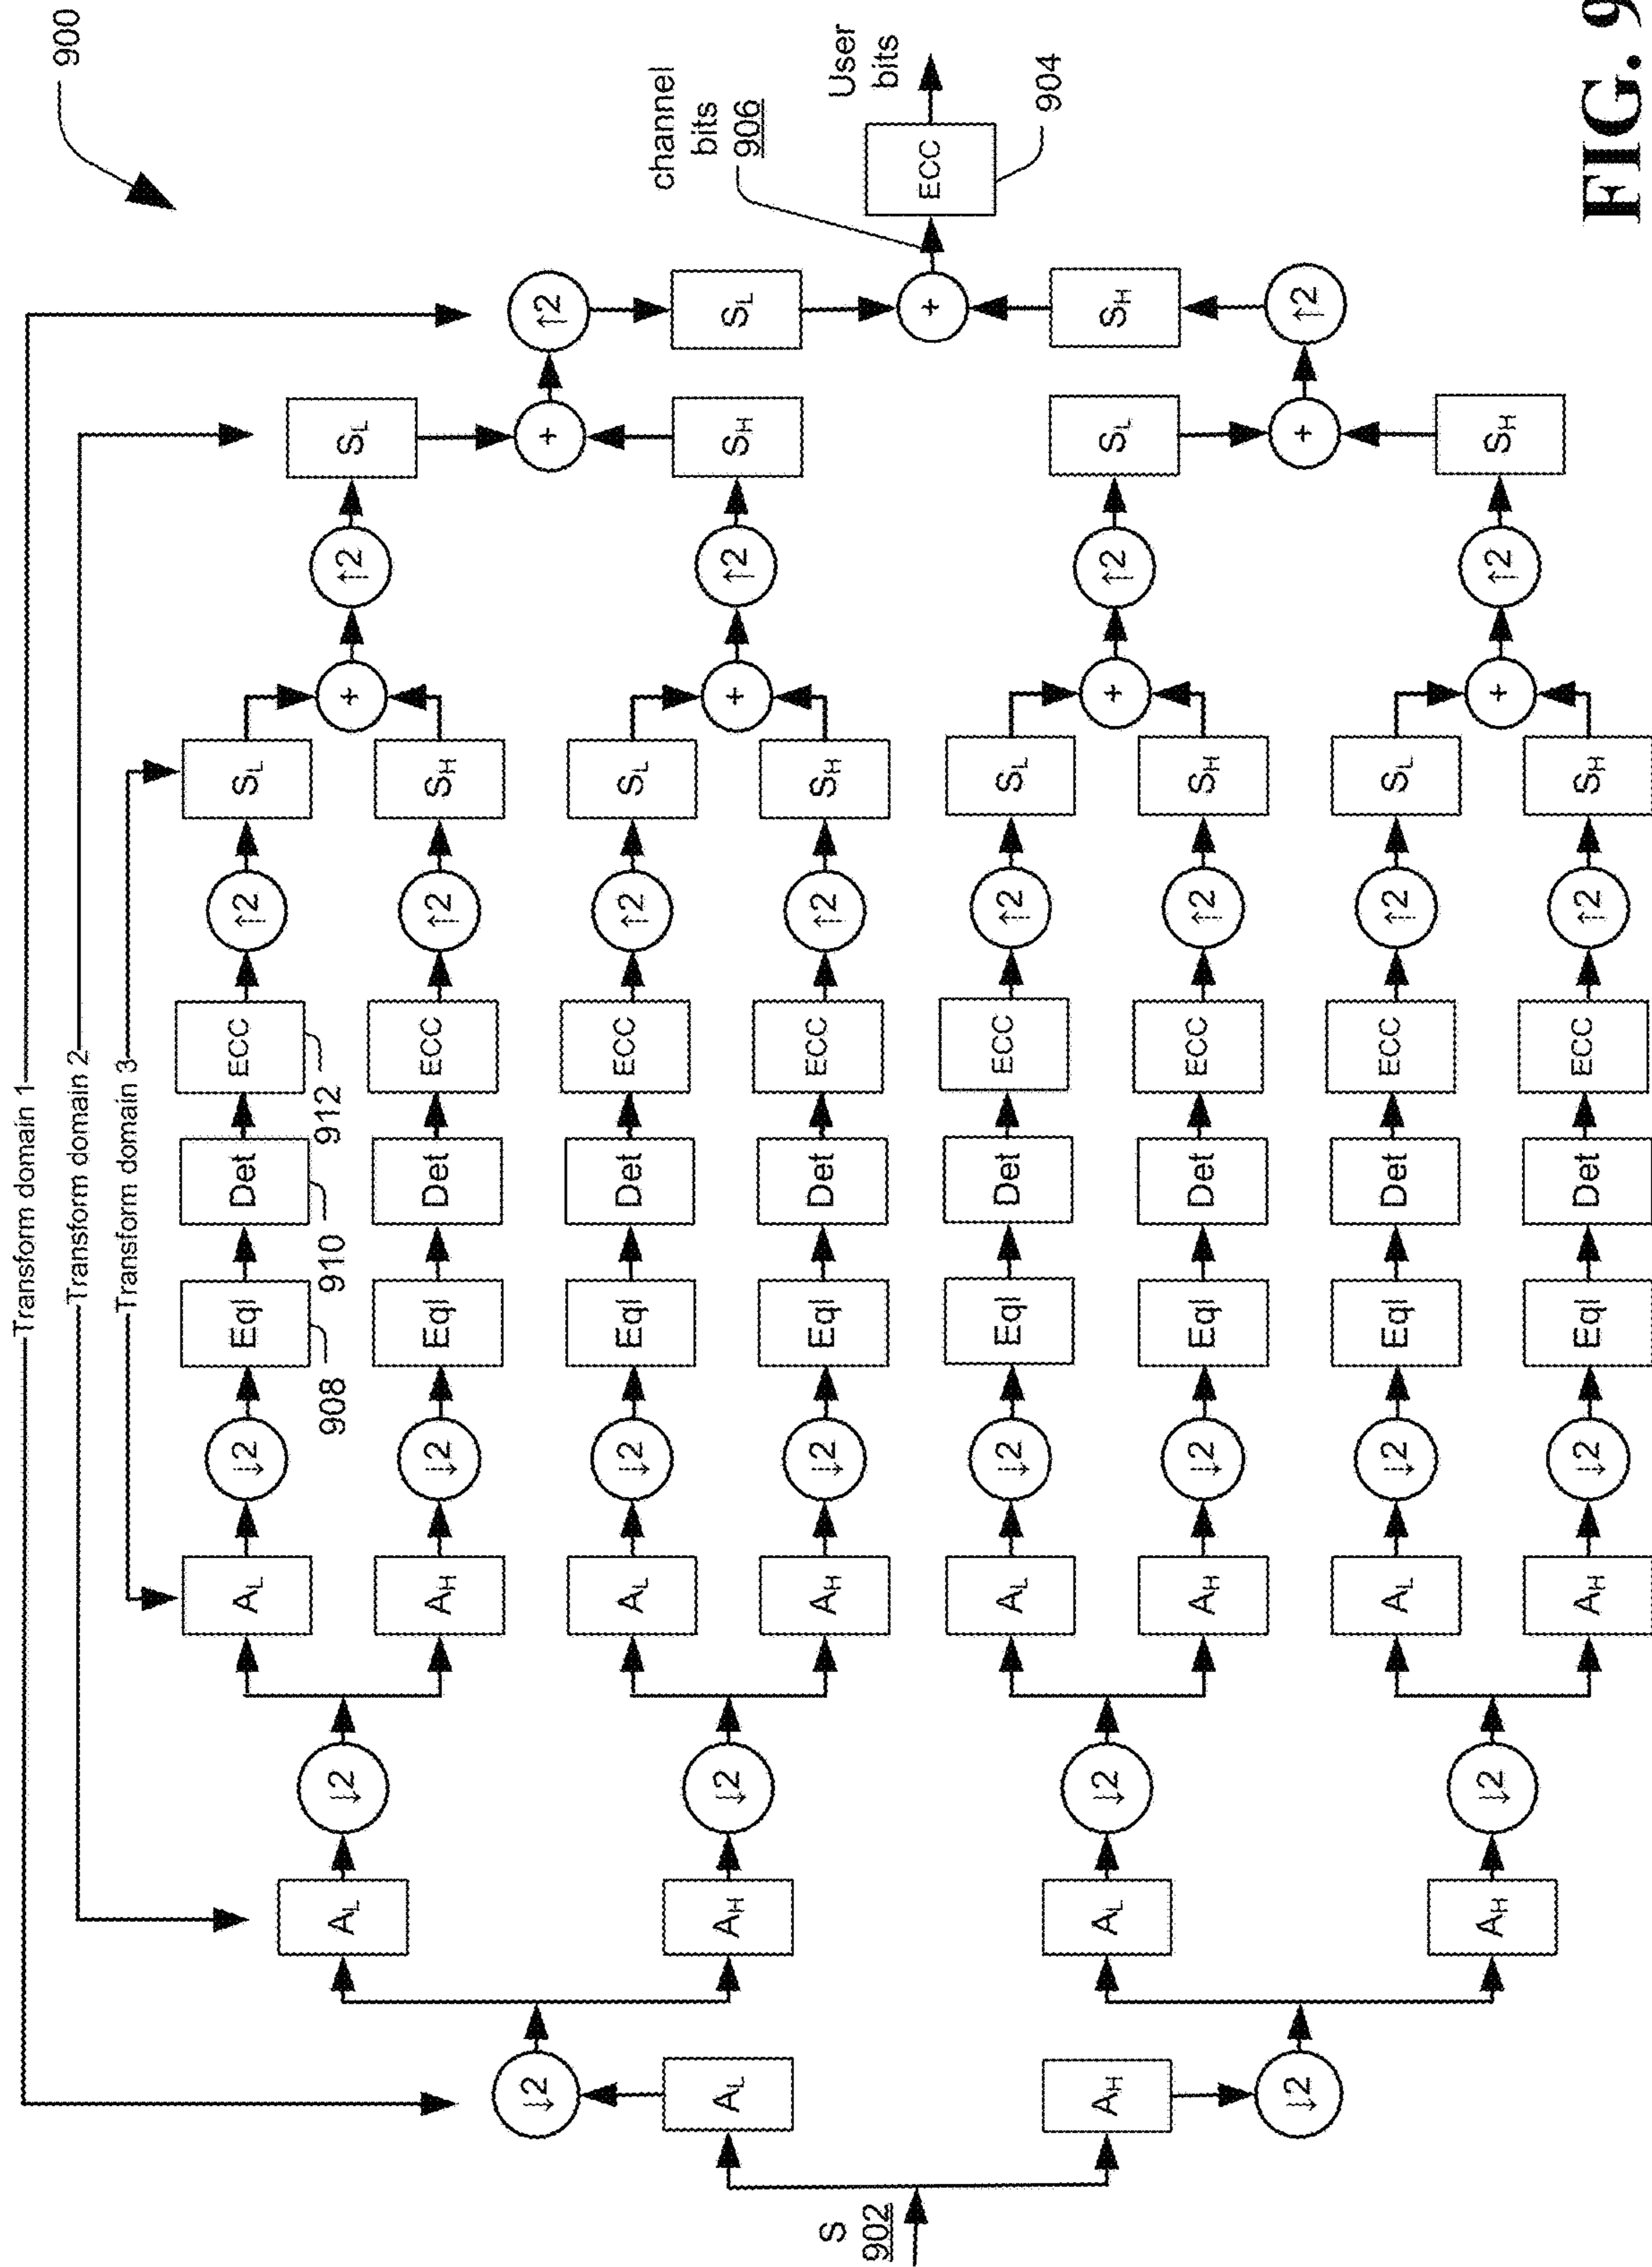 Transform domain 1
900
Transform domain 2
Transform domain 3
AL ↓2 Eql Det ECC ↑2 SL
908 910 912
AL ↓2 + ↑2 SL
AH ↓2 Eql Det ECC ↑2 SH
↓2 + ↑2
AL ↓2 Eql Det ECC ↑2 SL
channel
bits
906
AL AH ↓2 + ↑2 SH SL
AH ↓2 Eql Det ECC ↑2 SH
S
902
User
bits
+ ECC
AL ↓2 Eql Det ECC ↑2 SL
904
AH AL ↓2 + ↑2 SL SH
AH ↓2 Eql Det ECC ↑2 SH
↓2 + ↑2
AL ↓2 Eql Det ECC ↑2 SL
AH ↓2 + ↑2 SH
AH ↓2 Eql Det ECC ↑2 SH
FIG. 9